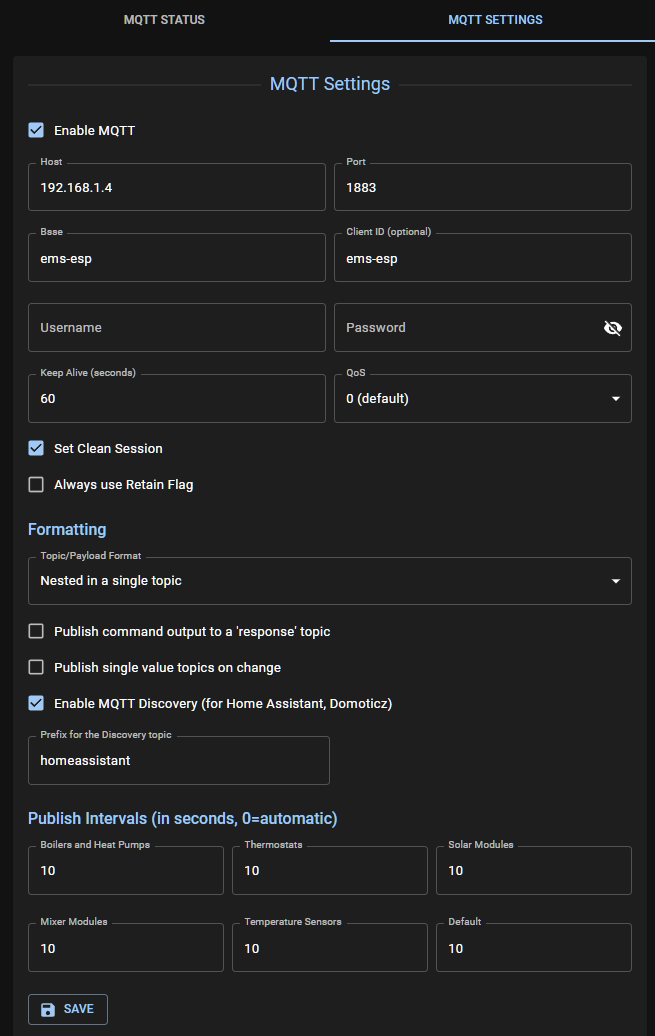 MQTT STATUS
MQTT SETTINGS
MQTT Settings
Enable MQTT
Host
Port
192.168.1.4
1883
Base
Client ID (optional)
ems-esp
ems-esp
Username
Password
Keep Alive (seconds)
QoS
60
0 (default)
Set Clean Session
Always use Retain Flag
Formatting
Topic/Payload Format
Nested in a single topic
Publish command output to a 'response' topic
Publish single value topics on change
Enable MQTT Discovery (for Home Assistant, Domoticz)
Prefix for the Discovery topic
homeassistant
Publish Intervals (in seconds, 0=automatic)
Boilers and Heat Pumps
Thermostats
Solar Modules
10
10
10
Mixer Modules
Temperature Sensors
Default
10
10
10
SAVE